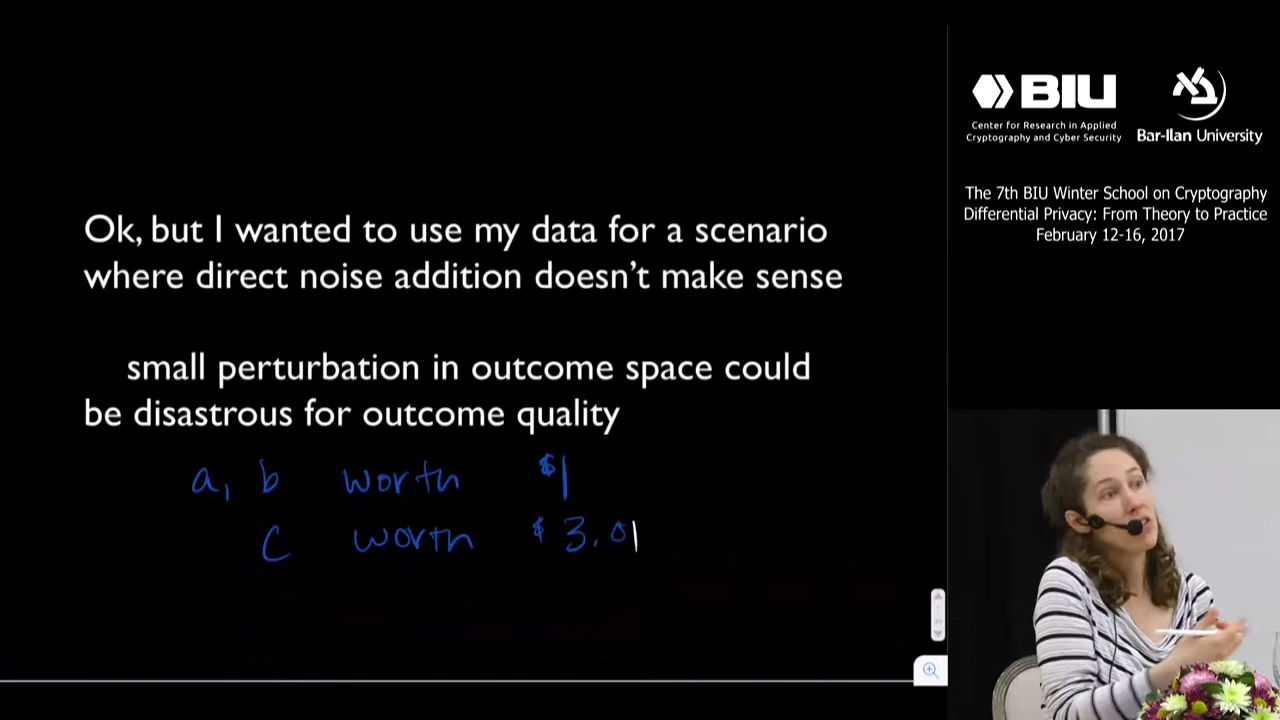 Ok, but I wanted to use my data for a scenario
where direct noise addition doesn't make sense
small perturbation in outcome space could
be disastrous for outcome quality
a, b worth $1
c worth $3.01
BIU
Center for Research in Applied
Cryptography and Cyber Security
Bar-Ilan University
The 7th BIU Winter School on Cryptography
Differential Privacy: From Theory to Practice
February 12-16, 2017